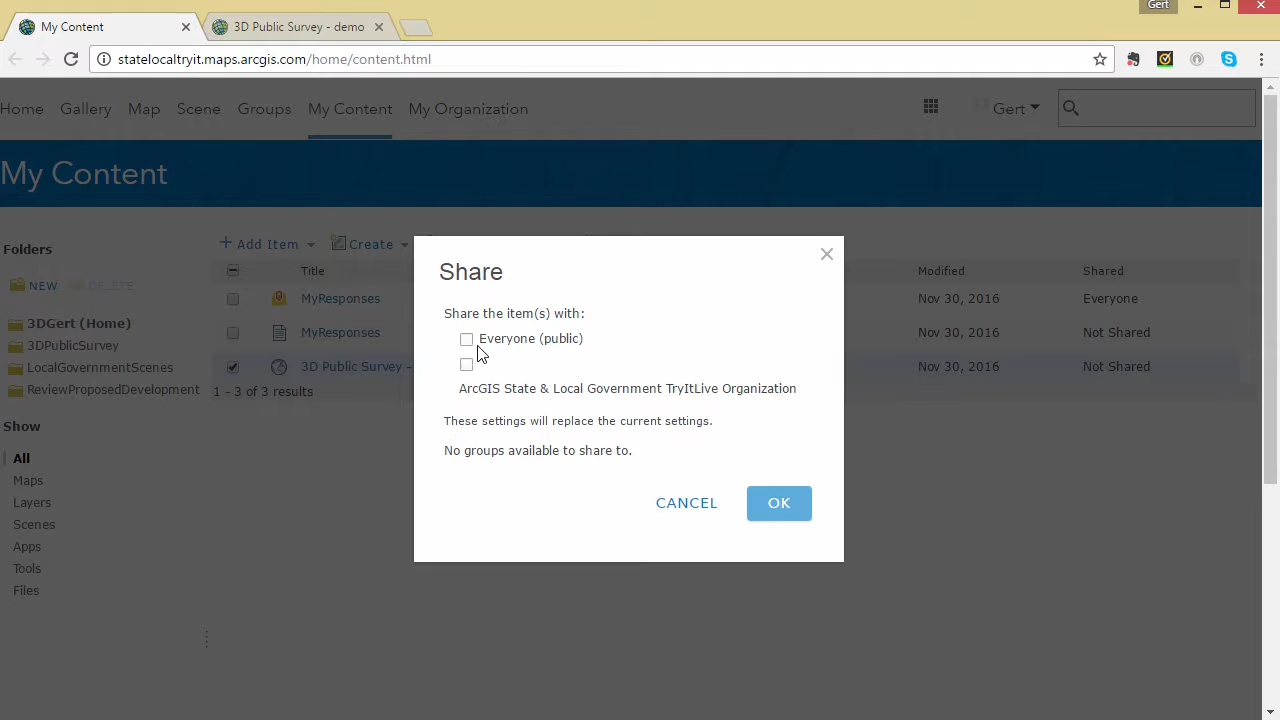 My Content
3D Public Survey - demo
Gert
statelocaltryit.maps.arcgis.com/home/content.html
Home Gallery Map Scene Groups My Content My Organization Gert
My Content
Folders
NEW DELETE
3DGert (Home)
3DPublicSurvey
LocalGovernmentScenes
ReviewProposedDevelopment
Show
All
Maps
Layers
Scenes
Apps
Tools
Files
+ Add Item Create
Title Modified Shared
MyResponses Nov 30, 2016 Everyone
MyResponses Nov 30, 2016 Not Shared
3D Public Survey - Nov 30, 2016 Not Shared
1 - 3 of 3 results
Share
Share the item(s) with:
Everyone (public)
ArcGIS State & Local Government TryItLive Organization
These settings will replace the current settings.
No groups available to share to.
CANCEL OK